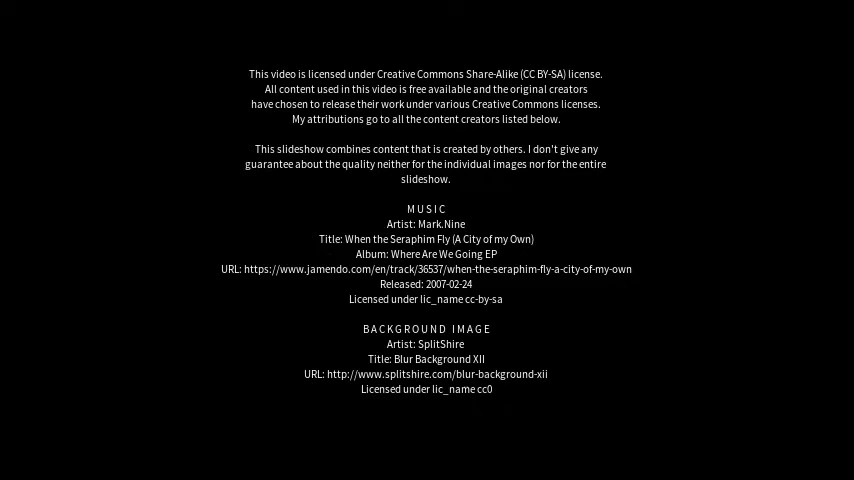 This video is licensed under Creative Commons Share-Alike (CC BY-SA) license.
All content used in this video is free available and the original creators
have chosen to release their work under various Creative Commons licenses.
My attributions go to all the content creators listed below.
This slideshow combines content that is created by others. I don't give any
guarantee about the quality neither for the individual images nor for the entire
slideshow.
MUSIC
Artist: Mark.Nine
Title: When the Seraphim Fly (A City of my Own)
Album: Where Are We Going EP
URL: https://www.jamendo.com/en/track/36537/when-the-seraphim-fly-a-city-of-my-own
Released: 2007-02-24
Licensed under lic_name cc-by-sa
BACKGROUND IMAGE
Artist: SplitShire
Title: Blur Background XII
URL: http://www.splitshire.com/blur-background-xii
Licensed under lic_name cc0